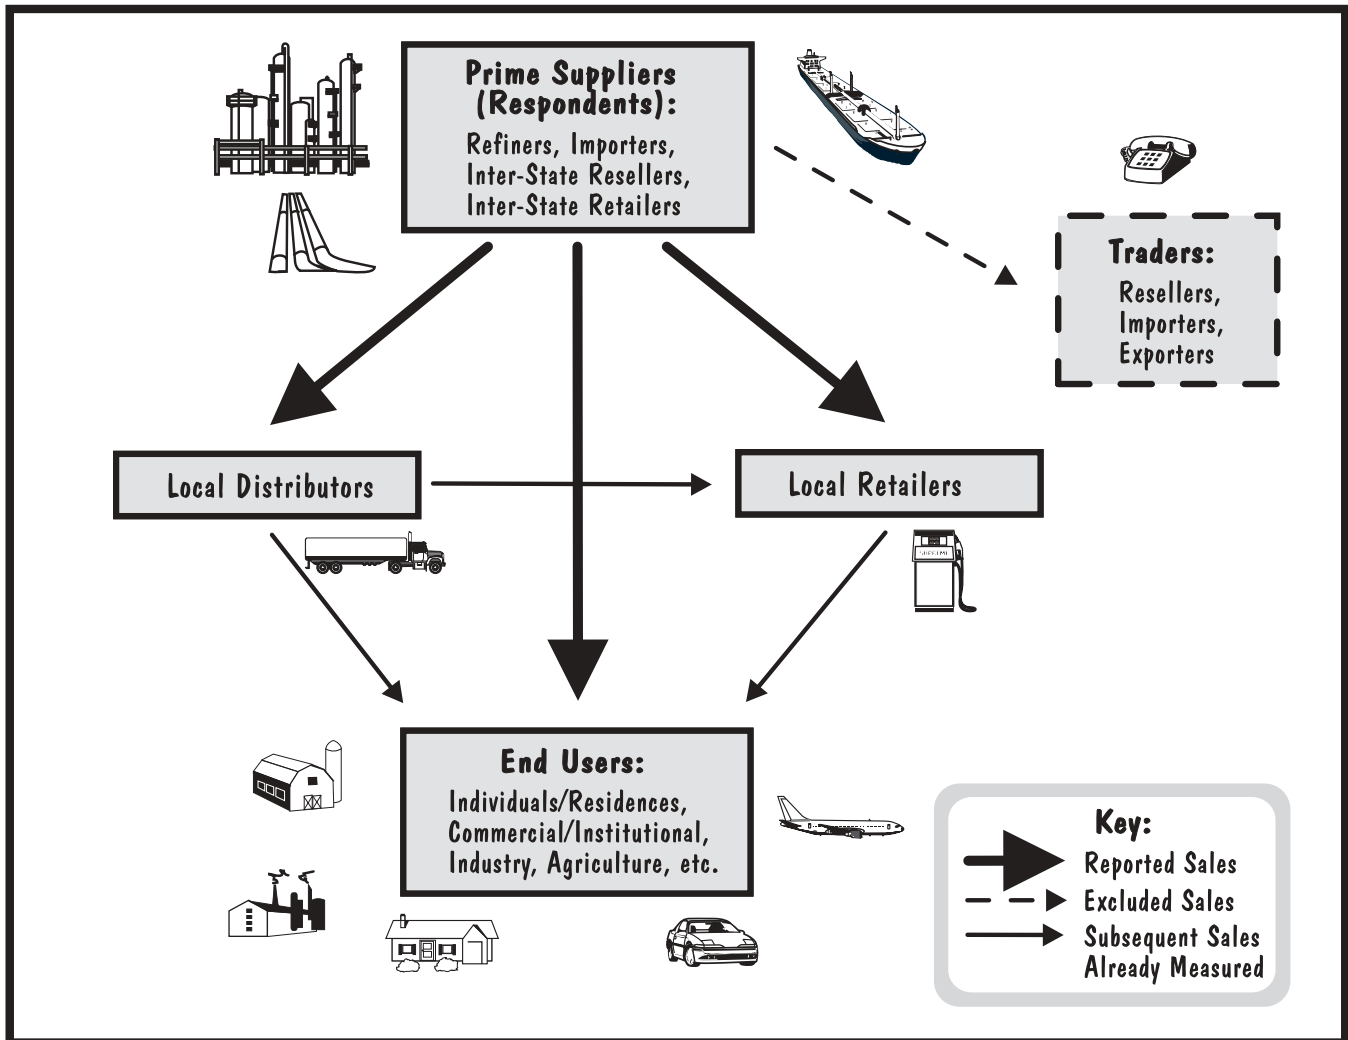 Prime Suppliers
(Respondents):
Refiners, Importers,
Inter-State Resellers,
Inter-State Retailers
Traders:
Resellers,
Importers,
Exporters
Local Distributors
Local Retailers
SUPREME
End Users:
Individuals/Residences,
Commercial/Institutional,
Industry, Agriculture, etc.
Key:
Reported Sales
Excluded Sales
Subsequent Sales
Already Measured